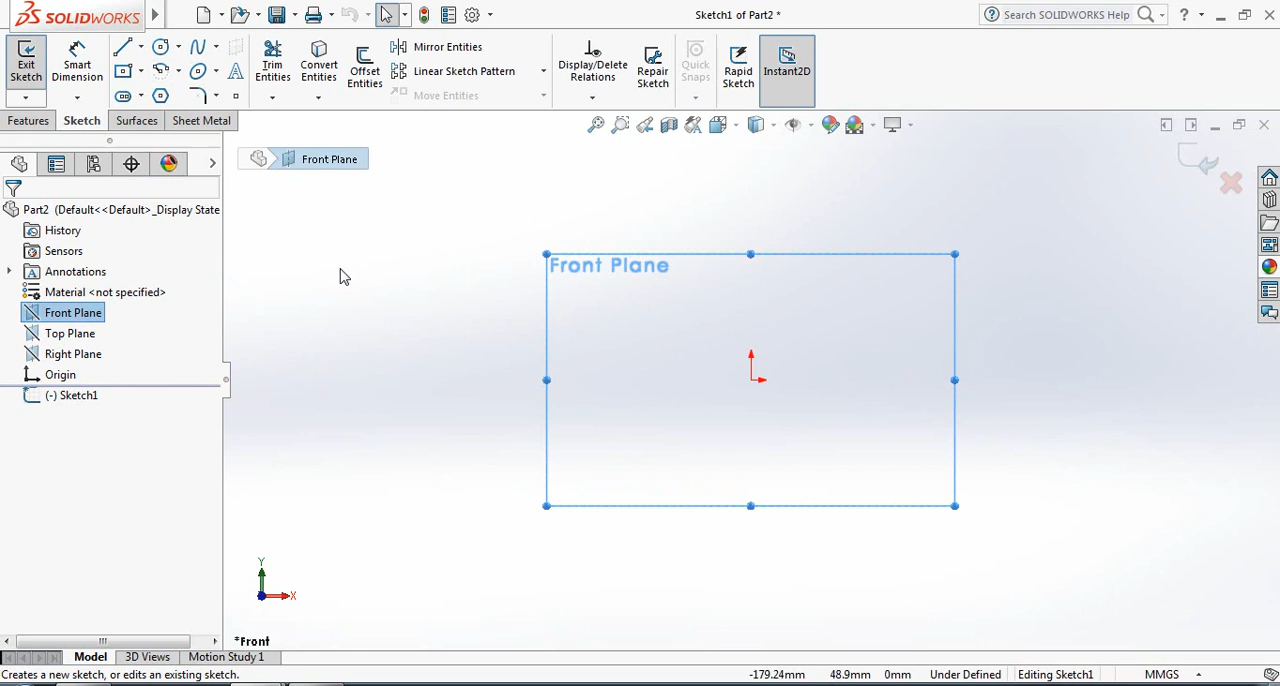 SOLIDWORKS
Sketch1 of Part2 *
Search SOLIDWORKS Help
?
Exit Sketch
Smart Dimension
Trim Entities
Convert Entities
Offset Entities
Mirror Entities
Linear Sketch Pattern
Move Entities
Display/Delete Relations
Repair Sketch
Quick Snaps
Rapid Sketch
Instant2D
Features
Sketch
Surfaces
Sheet Metal
Front Plane
Part2 (Default<<Default>_Display State
History
Sensors
Annotations
Material <not specified>
Front Plane
Top Plane
Right Plane
Origin
(-) Sketch1
Front Plane
Y
X
*Front
Model
3D Views
Motion Study 1
Creates a new sketch, or edits an existing sketch.
-179.24mm
48.9mm
0mm
Under Defined
Editing Sketch1
MMGS